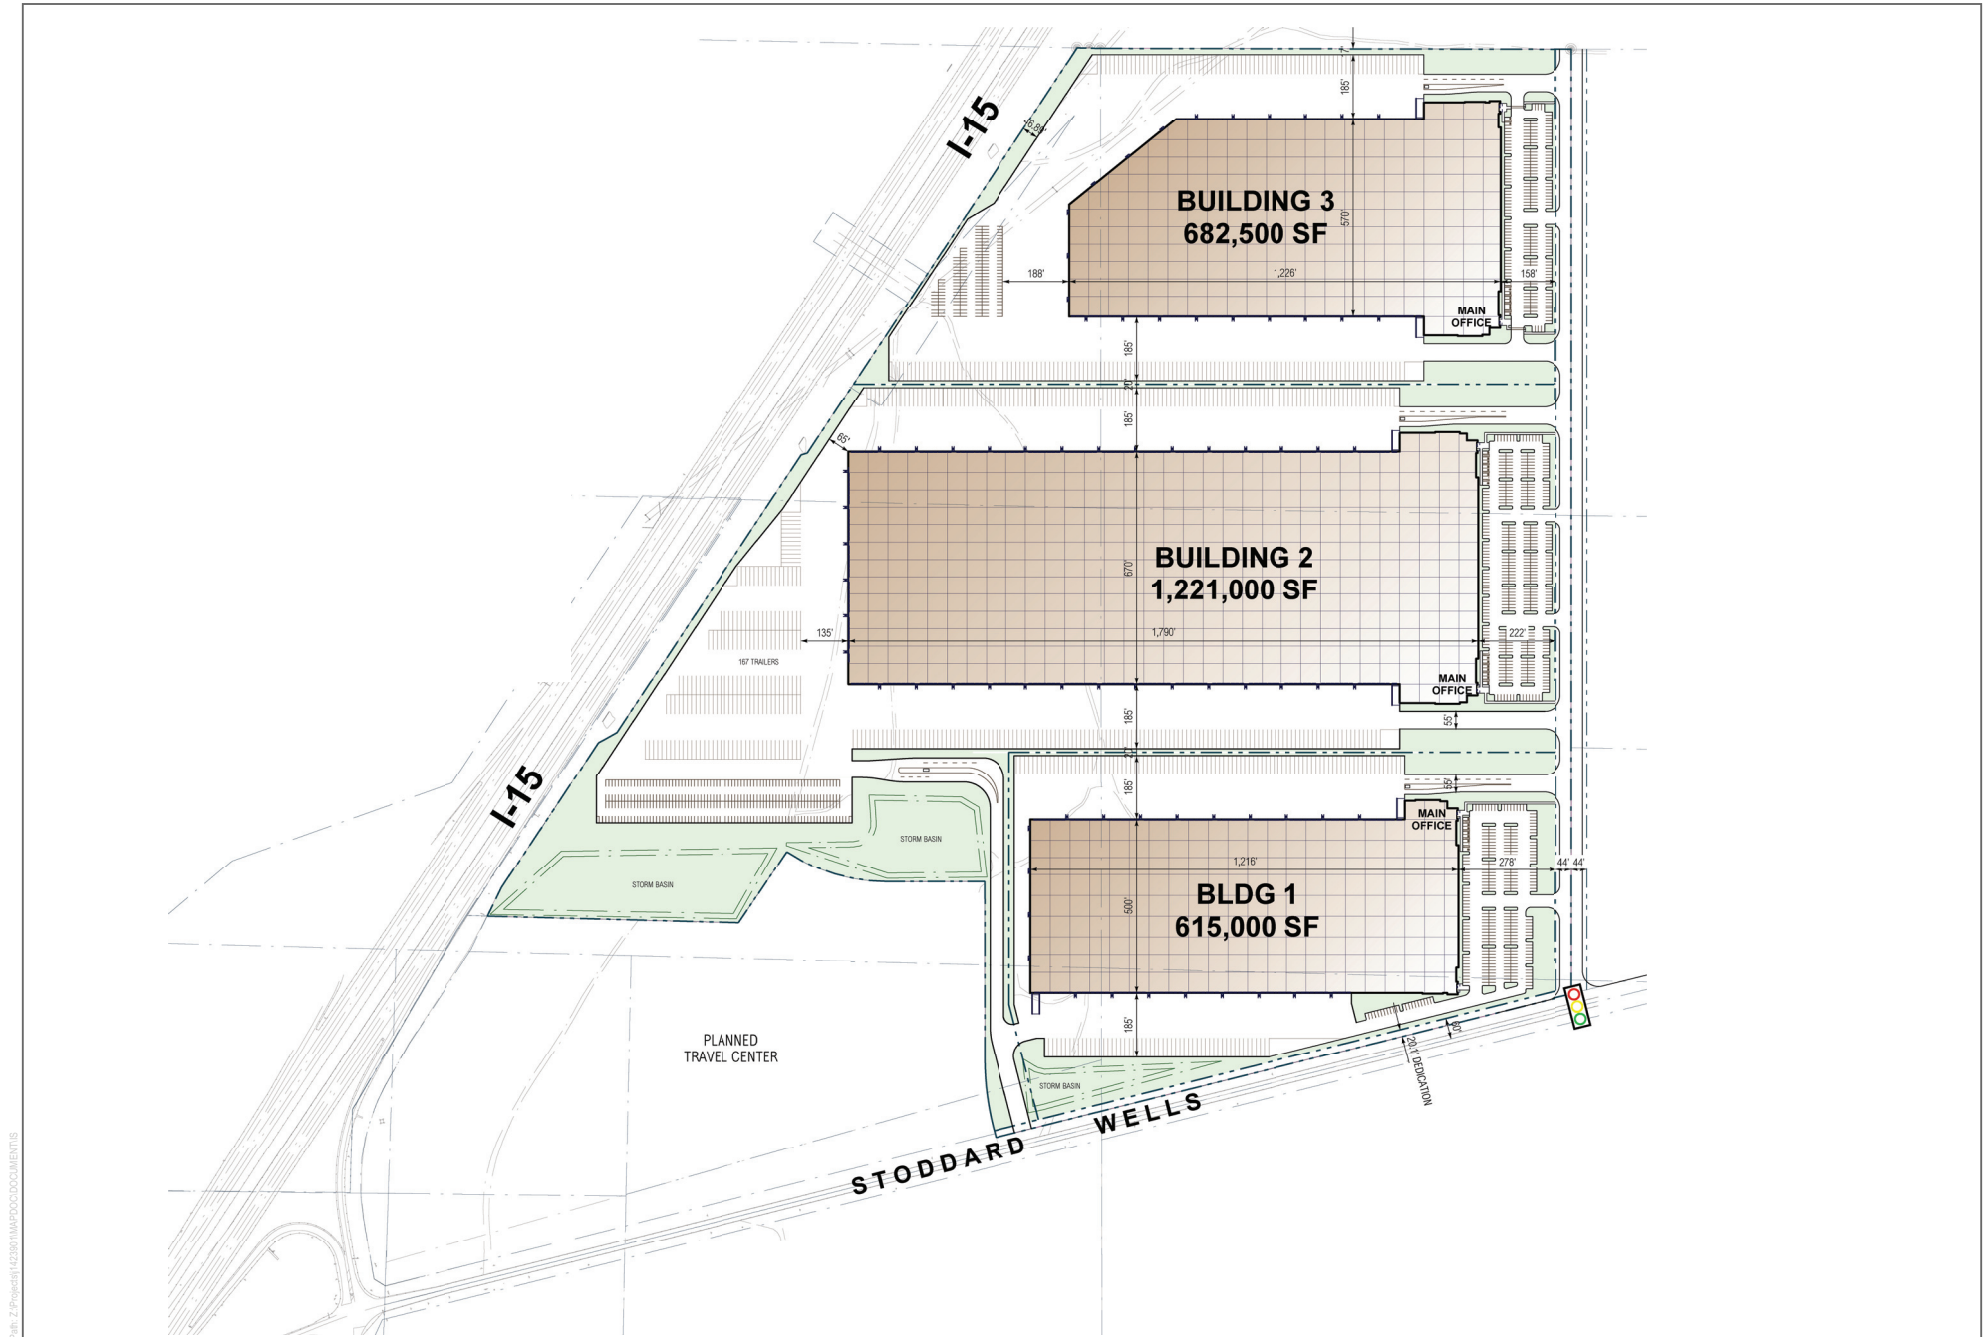 I-15
7'
185'
BUILDING 3
682,500 SF
570'
188'
,226'
158'
MAIN
OFFICE
185'
20'
185'
65'
BUILDING 2
1,221,000 SF
670'
135'
1,790'
222'
167 TRAILERS
MAIN
OFFICE
185'
55'
20'
I-15
185'
55'
MAIN
OFFICE
STORM BASIN
1,216'
278'
44'
44'
STORM BASIN
BLDG 1
615,000 SF
500'
185'
60'
PLANNED
TRAVEL CENTER
20.1' DEDICATION
STORM BASIN
STODDARD WELLS